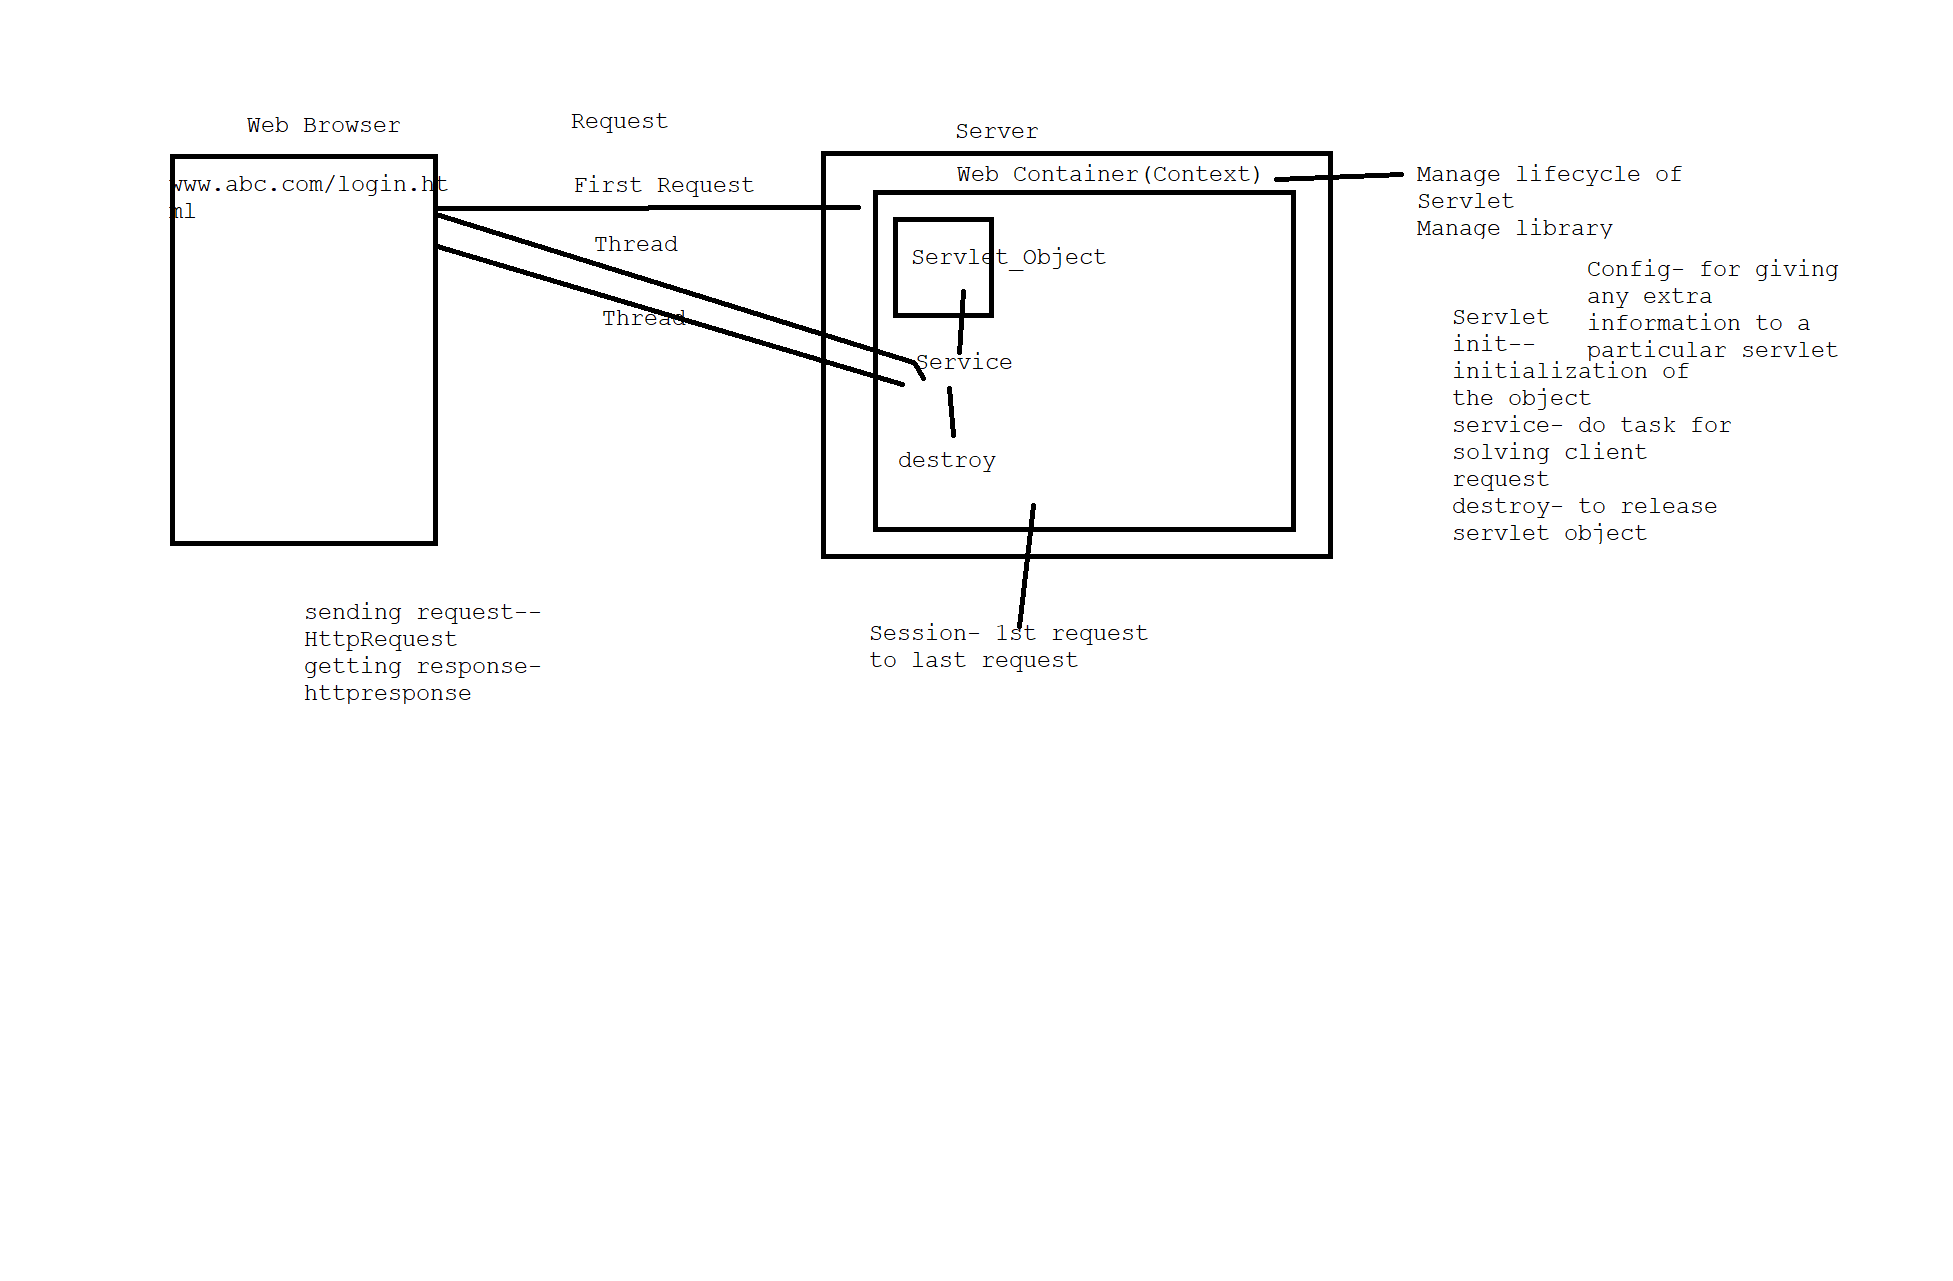 Web Browser
Request
Server
www.abc.com/login.ht
ml
First Request
Thread
Thread
Web Container(Context)
Servlet_Object
Service
destroy
Manage lifecycle of
Servlet
Manage library
Config- for giving
any extra
information to a
particular servlet
Servlet
init--
initialization of
the object
service- do task for
solving client
request
destroy- to release
servlet object
sending request--
HttpRequest
getting response-
httpresponse
Session- 1st request
to last request